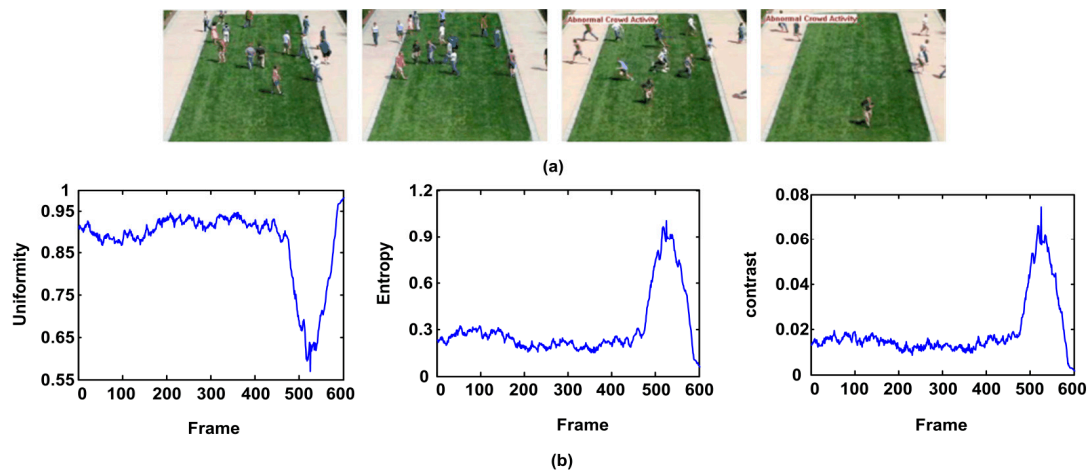 Abnormal Crowd Activity
Abnormal Crowd Activity
(a)
1
0.95
0.85
0.75
0.65
0.55
Uniformity
0 100 200 300 400 500 600
Frame
1.2
0.9
0.6
0.3
0
Entropy
0 100 200 300 400 500 600
Frame
0.08
0.06
0.04
0.02
0
contrast
0 100 200 300 400 500 600
Frame
(b)